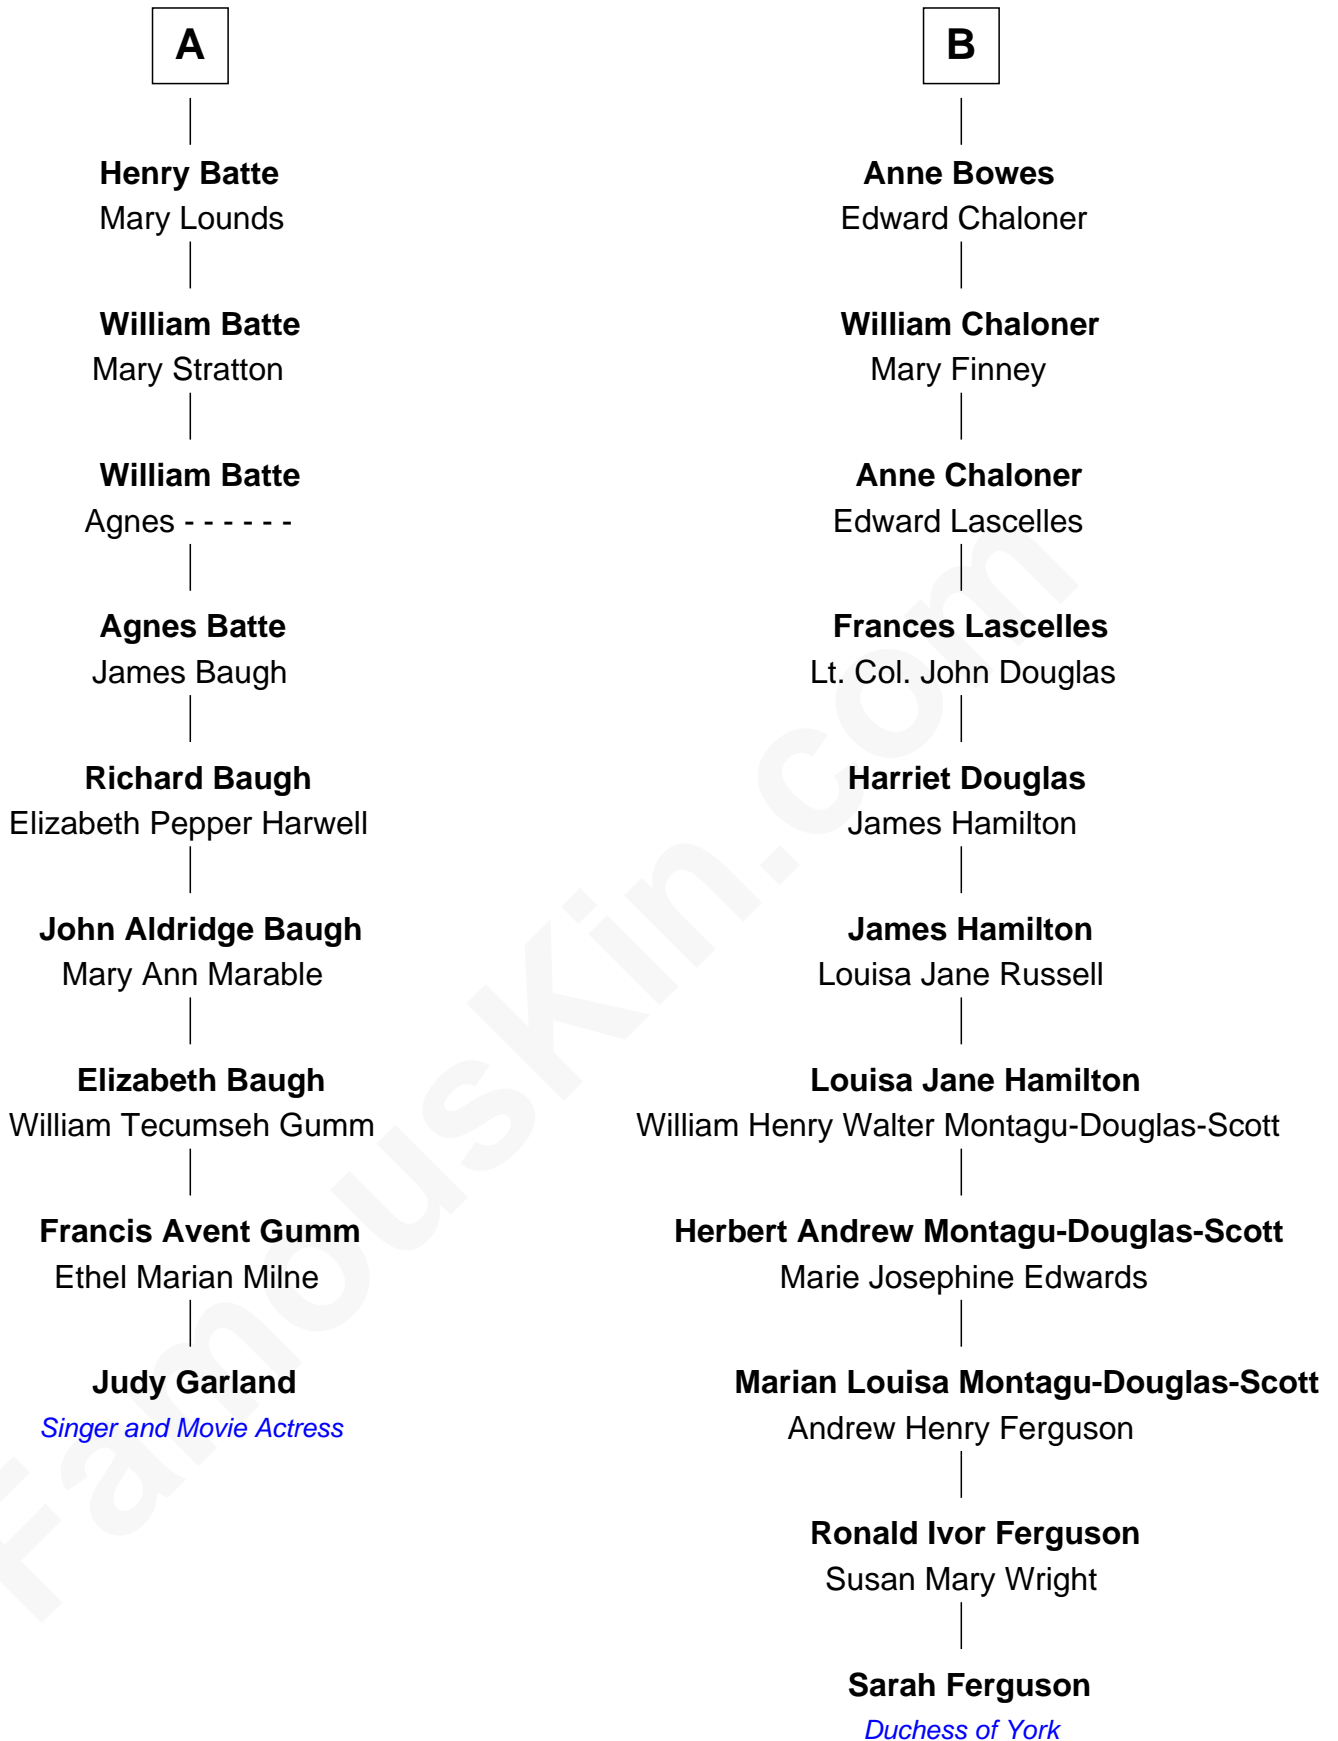 A
Henry Batte
Mary Lounds
William Batte
Mary Stratton
William Batte
Agnes - - - - - -
Agnes Batte
James Baugh
Richard Baugh
Elizabeth Pepper Harwell
John Aldridge Baugh
Mary Ann Marable
Elizabeth Baugh
William Tecumseh Gumm
Francis Avent Gumm
Ethel Marian Milne
Judy Garland
Singer and Movie Actress
B
Anne Bowes
Edward Chaloner
William Chaloner
Mary Finney
Anne Chaloner
Edward Lascelles
Frances Lascelles
Lt. Col. John Douglas
Harriet Douglas
James Hamilton
James Hamilton
Louisa Jane Russell
Louisa Jane Hamilton
William Henry Walter Montagu-Douglas-Scott
Herbert Andrew Montagu-Douglas-Scott
Marie Josephine Edwards
Marian Louisa Montagu-Douglas-Scott
Andrew Henry Ferguson
Ronald Ivor Ferguson
Susan Mary Wright
Sarah Ferguson
Duchess of York
FamousKin.com